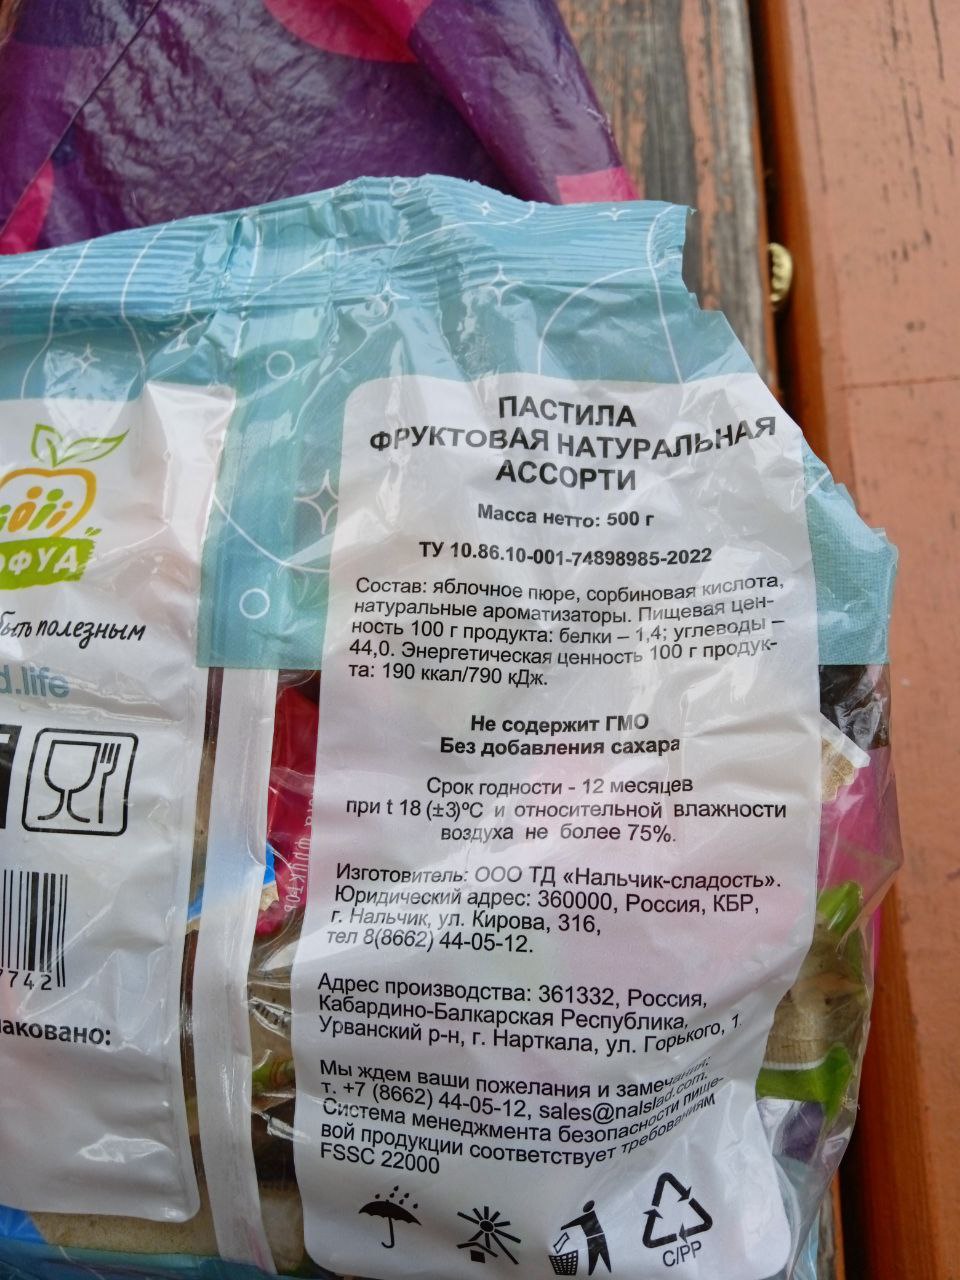 ПАСТИЛА
ФРУКТОВАЯ НАТУРАЛЬНАЯ
АССОРТИ
Масса нетто: 500 г
ТУ 10.86.10-001-74898985-2022
Состав: яблочное пюре, сорбиновая кислота,
натуральные ароматизаторы. Пищевая цен-
ность 100 г продукта: белки – 1,4; углеводы –
44,0. Энергетическая ценность 100 г продук-
та: 190 ккал/790 кДж.
Не содержит ГМО
Без добавления сахара
Срок годности - 12 месяцев
при t 18 (±3)°С и относительной влажности
воздуха не более 75%.
Изготовитель: ООО ТД «Нальчик-сладость».
Юридический адрес: 360000, Россия, КБР,
г. Нальчик, ул. Кирова, 316,
тел 8(8662) 44-05-12.
Адрес производства: 361332, Россия,
Кабардино-Балкарская Республика,
Урванский р-н, г. Нарткала, ул. Горького, 1.
Мы ждем ваши пожелания и замечания:
т. +7 (8662) 44-05-12, sales@nalslad.com.
Система менеджмента безопасности пище-
вой продукции соответствует требованиям
FSSC 22000
C/PP
ФУД
быть полезным
d.life
7742
аковано: